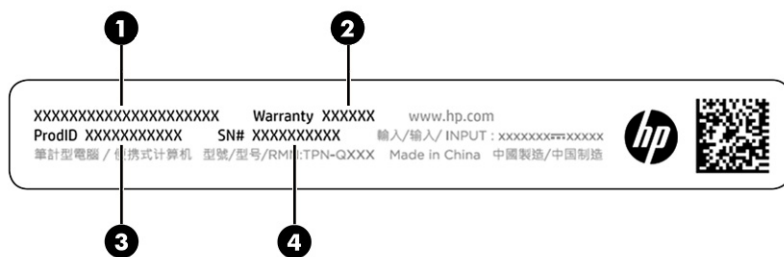 1 2
XXXXXXXXXXXXXXXXXXXXX Warranty XXXXXX www.hp.com
ProdID XXXXXXXXXXX SN# XXXXXXXXXX 輸入/输入/ INPUT : xxxxxxx⎓xxxxx hp
筆計型電腦 / 便携式计算机 型號/型号/RMN:TPN-QXXX Made in China 中國製造/中国制造
3 4